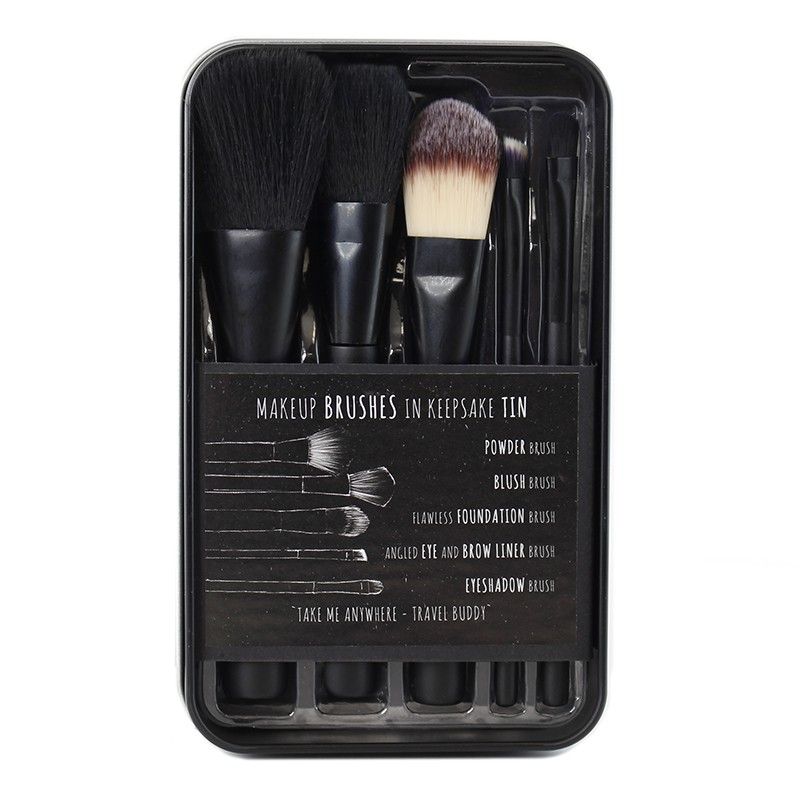 MAKEUP BRUSHES IN KEEPSAKE TIN
POWDER BRUSH
BLUSH BRUSH
FLAWLESS FOUNDATION BRUSH
ANGLED EYE AND BROW LINER BRUSH
EYESHADOW BRUSH
`TAKE ME ANYWHERE - TRAVEL BUDDY`